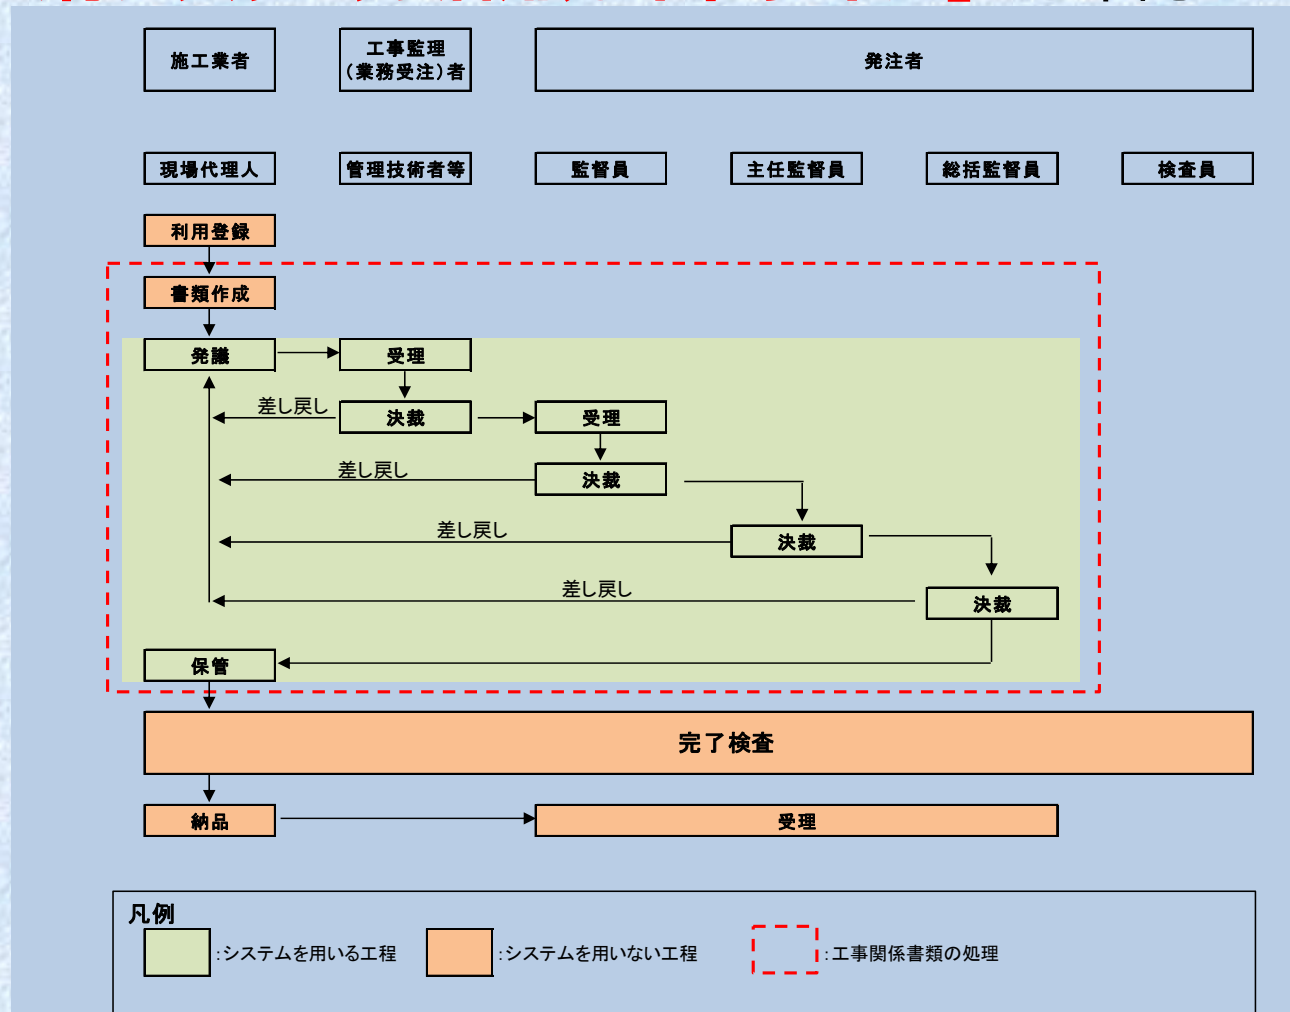 施工業者
工事監理
（業務受注）者
発注者
現場代理人
管理技術者等
監督員
主任監督員
総括監督員
検査員
利用登録
書類作成
発議
受理
差し戻し
決裁
受理
差し戻し
決裁
差し戻し
決裁
差し戻し
決裁
保管
完了検査
納品
受理
凡例
:システムを用いる工程
:システムを用いない工程
:工事関係書類の処理